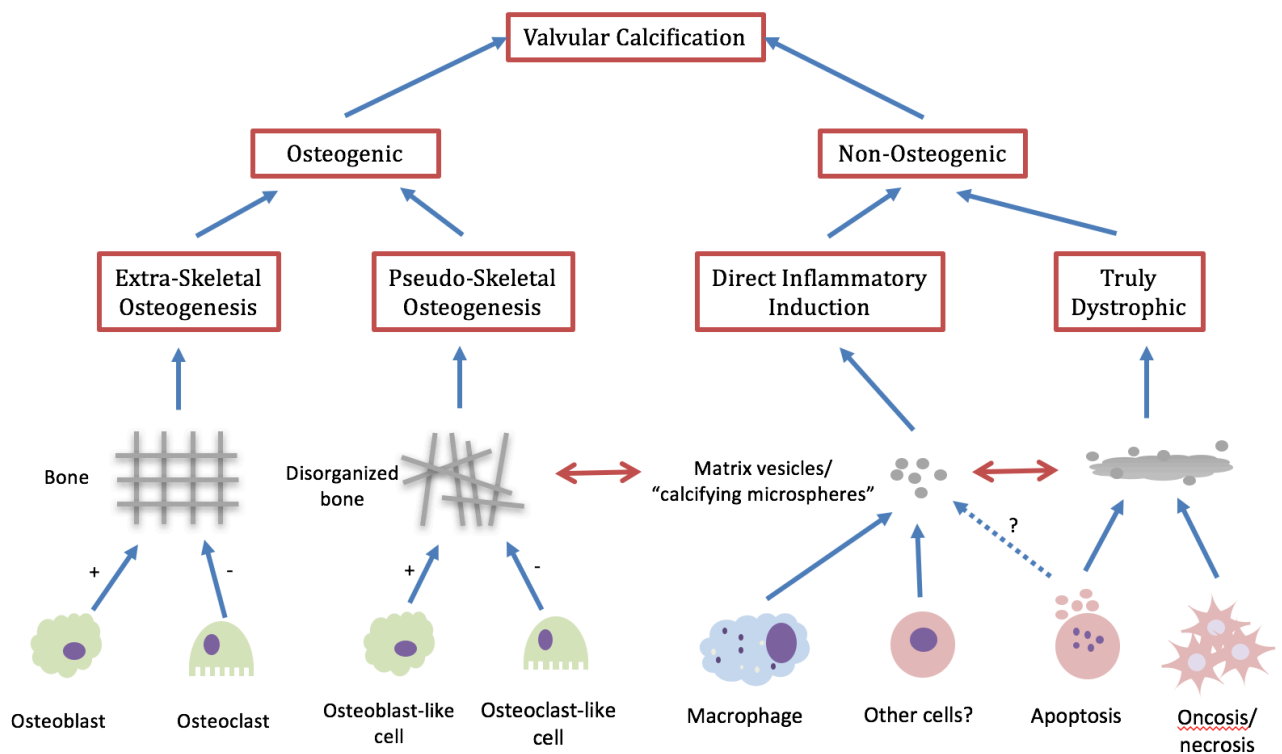 Valvular Calcification
Osteogenic
Non-Osteogenic
Extra-Skeletal
Osteogenesis
Pseudo-Skeletal
Osteogenesis
Direct Inflammatory
Induction
Truly
Dystrophic
Bone
Disorganized
bone
Matrix vesicles/
“calcifying microspheres”
?
+
-
+
-
Osteoblast
Osteoclast
Osteoblast-like
cell
Osteoclast-like
cell
Macrophage
Other cells?
Apoptosis
Oncosis/
necrosis